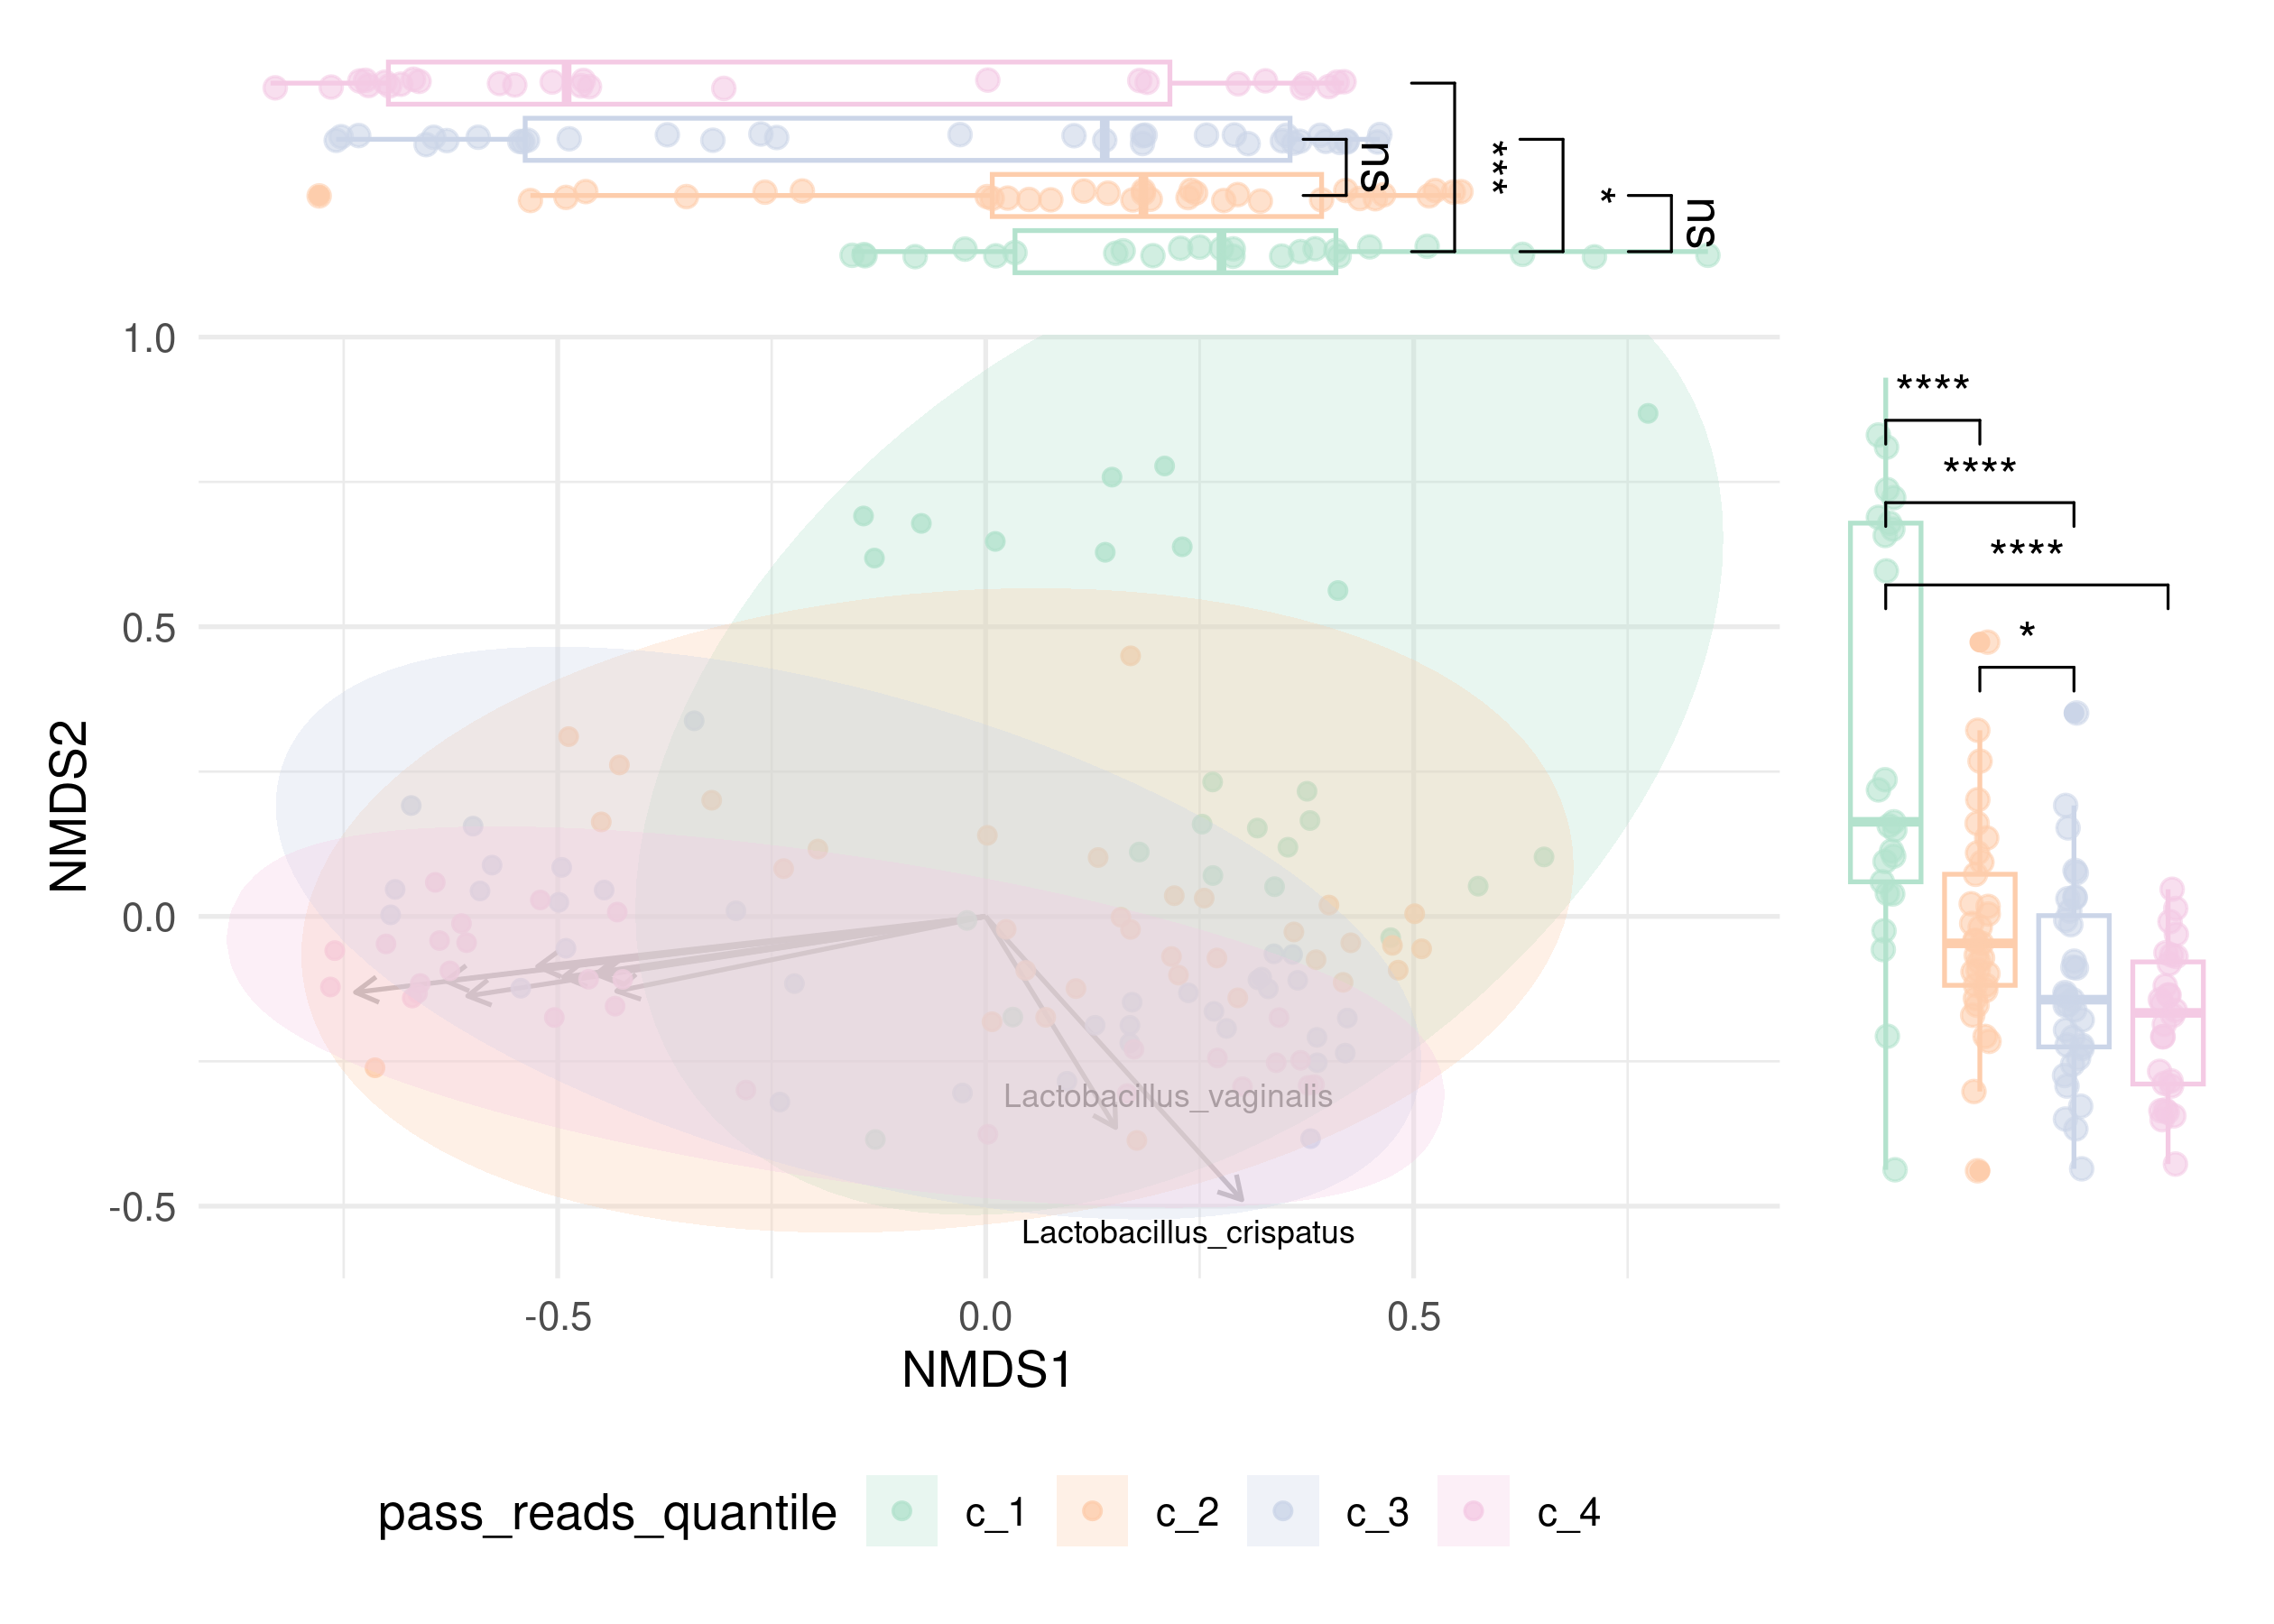 ns
***
*
ns
1.0
0.5
0.0
-0.5
NMDS2
****
****
****
*
Lactobacillus_vaginalis
Lactobacillus_crispatus
-0.5 0.0 0.5
NMDS1
pass_reads_quantile c_1 c_2 c_3 c_4